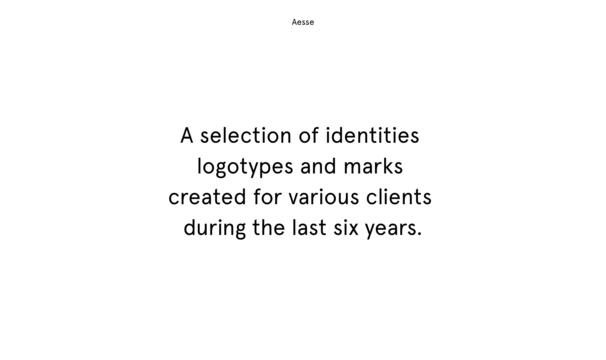 Aesse
A selection of identities
logotypes and marks
created for various clients
during the last six years.